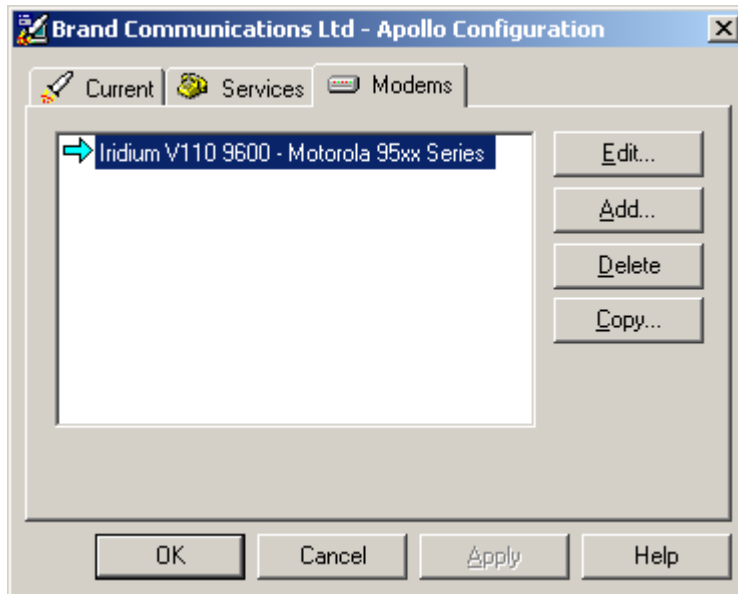 Brand Communications Ltd - Apollo Configuration
Current Services Modems
Iridium V110 9600 - Motorola 95xx Series
Edit...
Add...
Delete
Copy...
OK Cancel Apply Help